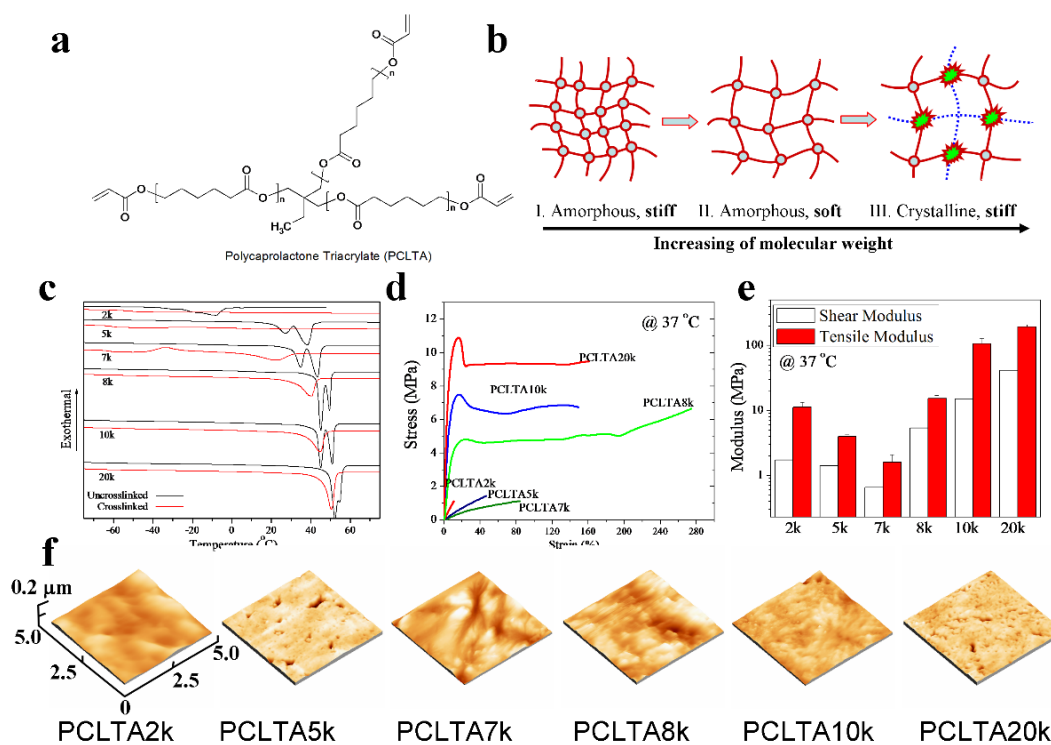 a
O
O
n
O
O
O
O
O
O
n
O
O
O
n
O
O
H₃C
Polycaprolactone Triacrylate (PCLTA)
b
I. Amorphous, stiff
II. Amorphous, soft
III. Crystalline, stiff
Increasing of molecular weight
c
Exothermal
2k
5k
7k
8k
10k
20k
Uncrosslinked
Crosslinked
-60 -40 -20 0 20 40 60
Temperature (°C)
d
@ 37 °C
Stress (MPa)
12
10
8
6
4
2
0
PCLTA20k
PCLTA10k
PCLTA8k
PCLTA2k
PCLTA5k
PCLTA7k
0 40 80 120 160 200 240 280
Strain (%)
e
Shear Modulus
Tensile Modulus
@ 37 °C
Modulus (MPa)
100
10
1
2k 5k 7k 8k 10k 20k
f
0.2 μm
5.0
2.5
0
2.5
5.0
PCLTA2k PCLTA5k PCLTA7k PCLTA8k PCLTA10k PCLTA20k